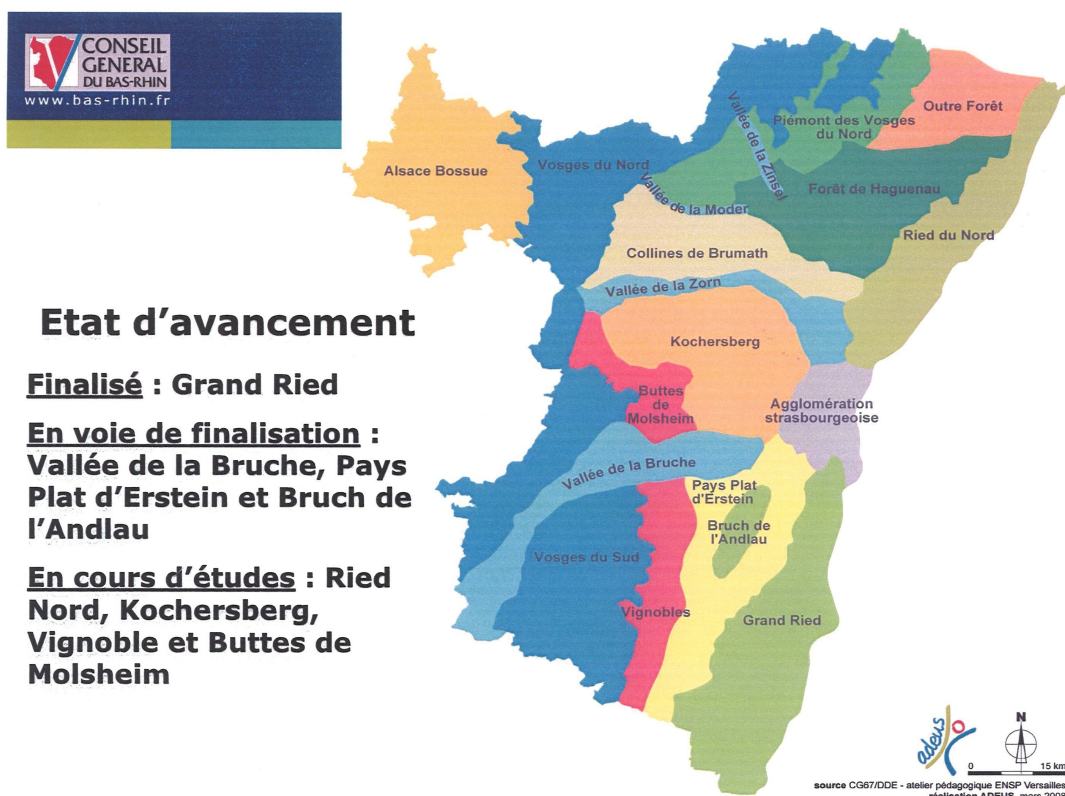 CONSEIL
GENERAL
DU BAS-RHIN
www.bas-rhin.fr
Outre Forêt
Piémont des Vosges
du Nord
Vallée de la Zinsel
Alsace Bossue
Vosges du Nord
Forêt de Haguenau
Vallée de la Moder
Ried du Nord
Collines de Brumath
Vallée de la Zorn
Kochersberg
Buttes
de
Molsheim
Agglomération
strasbourgeoise
Vallée de la Bruche
Pays Plat
d'Erstein
Bruch de
l'Andlau
Vosges du Sud
Vignobles
Grand Ried
Etat d’avancement
Finalisé : Grand Ried
En voie de finalisation :
Vallée de la Bruche, Pays
Plat d’Erstein et Bruch de
l’Andlau
En cours d’études : Ried
Nord, Kochersberg,
Vignoble et Buttes de
Molsheim
adeus
N
0 15 km
source CG67/DDE - atelier pédagogique ENSP Versailles
réalisation ADEUS, mars 2008